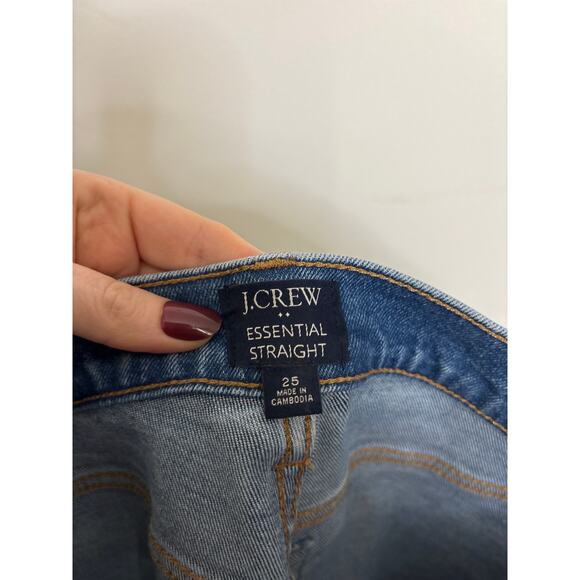 J.CREW
ESSENTIAL
STRAIGHT
25
MADE IN
CAMBODIA